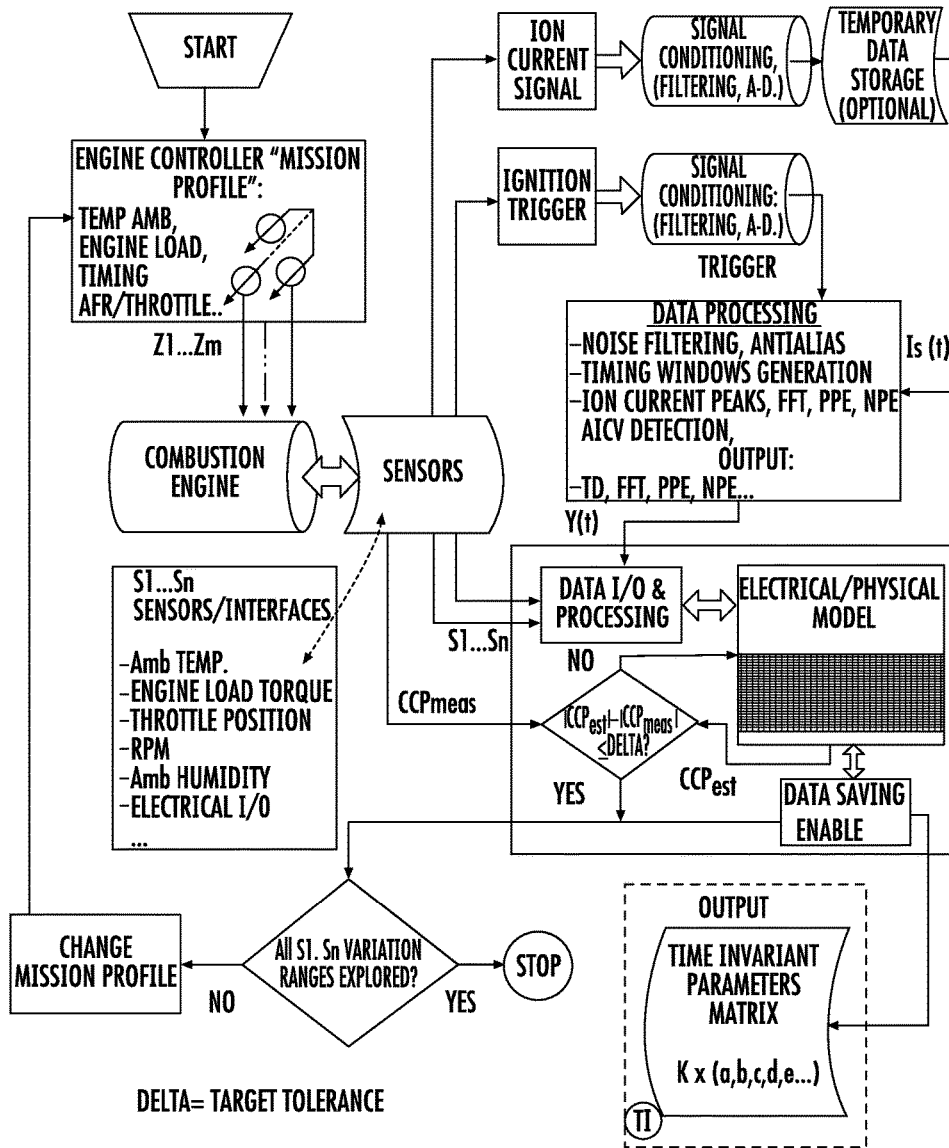 START
ENGINE CONTROLLER “MISSION
PROFILE”:
TEMP AMB,
ENGINE LOAD,
TIMING
AFR/THROTTLE..
Z1...Zm
COMBUSTION
ENGINE
SENSORS
ION
CURRENT
SIGNAL
SIGNAL
CONDITIONING,
(FILTERING, A-D.)
TEMPORARY
DATA
STORAGE
(OPTIONAL)
IGNITION
TRIGGER
SIGNAL
CONDITIONING:
(FILTERING, A-D.)
TRIGGER
DATA PROCESSING
–NOISE FILTERING, ANTIALIAS
–TIMING WINDOWS GENERATION
–ION CURRENT PEAKS, FFT, PPE, NPE
AICV DETECTION,
OUTPUT:
–TD, FFT, PPE, NPE...
Is (t)
Y(t)
S1...Sn
SENSORS/INTERFACES
–Amb TEMP.
–ENGINE LOAD TORQUE
–THROTTLE POSITION
–RPM
–Amb HUMIDITY
–ELECTRICAL I/O
...
DATA I/O &
PROCESSING
S1...Sn
ELECTRICAL/PHYSICAL
MODEL
NO
CCPmeas
|CCPest|–|CCPmeas|
≤DELTA?
YES
CCPest
DATA SAVING
ENABLE
CHANGE
MISSION PROFILE
NO
All S1. Sn VARIATION
RANGES EXPLORED?
YES
STOP
OUTPUT
TIME INVARIANT
PARAMETERS
MATRIX
K x (a,b,c,d,e...)
TI
DELTA= TARGET TOLERANCE